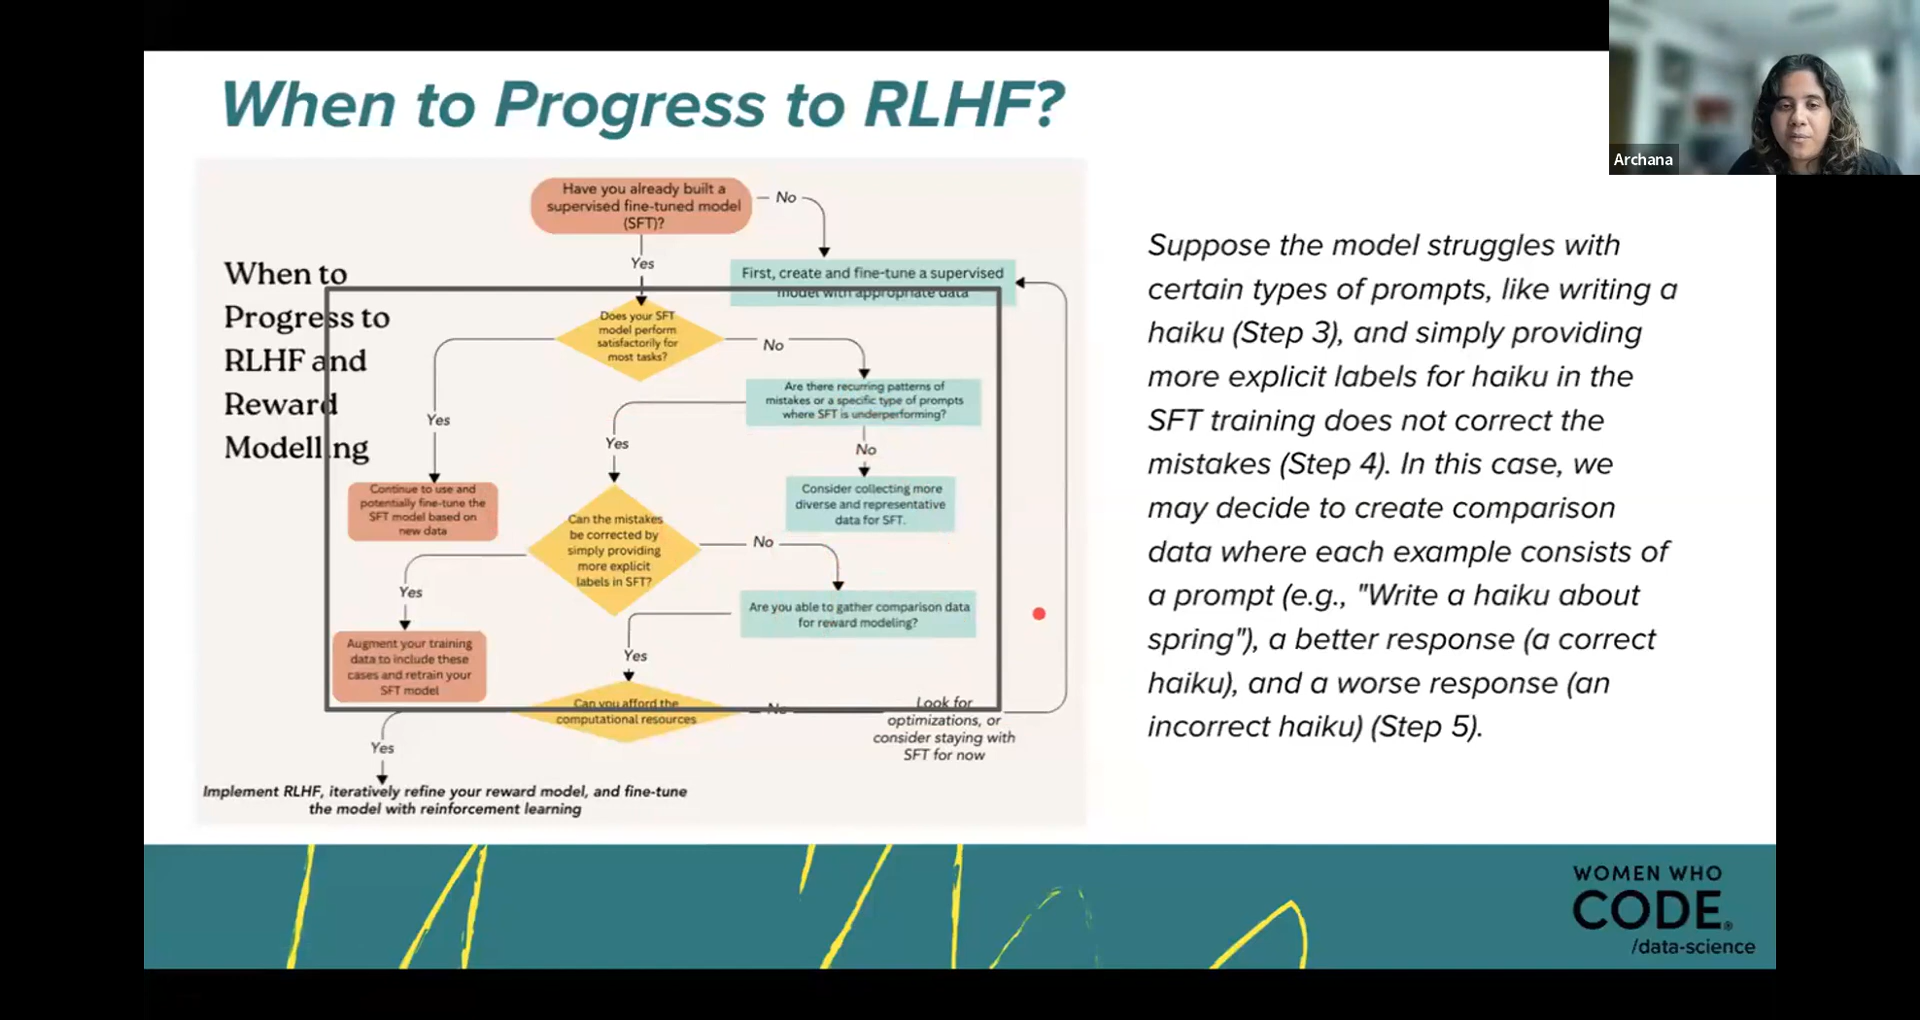 When to Progress to RLHF?
Archana
When to
Progress to
RLHF and
Reward
Modelling
Have you already built a
supervised fine-tuned model
(SFT)?
No
Yes
First, create and fine-tune a supervised
model with appropriate data
Does your SFT
model perform
satisfactorily for
most tasks?
No
Yes
Are there recurring patterns of
mistakes or a specific type of prompts
where SFT is underperforming?
Yes
No
Continue to use and
potentially fine-tune the
SFT model based on
new data
Consider collecting more
diverse and representative
data for SFT.
Can the mistakes
be corrected by
simply providing
more explicit
labels in SFT?
No
Yes
Are you able to gather comparison data
for reward modeling?
Augment your training
data to include these
cases and retrain your
SFT model
Yes
Can you afford the
computational resources
No
Look for
optimizations, or
consider staying with
SFT for now
Yes
Implement RLHF, iteratively refine your reward model, and fine-tune
the model with reinforcement learning
Suppose the model struggles with
certain types of prompts, like writing a
haiku (Step 3), and simply providing
more explicit labels for haiku in the
SFT training does not correct the
mistakes (Step 4). In this case, we
may decide to create comparison
data where each example consists of
a prompt (e.g., "Write a haiku about
spring"), a better response (a correct
haiku), and a worse response (an
incorrect haiku) (Step 5).
WOMEN WHO
CODE®
/data-science